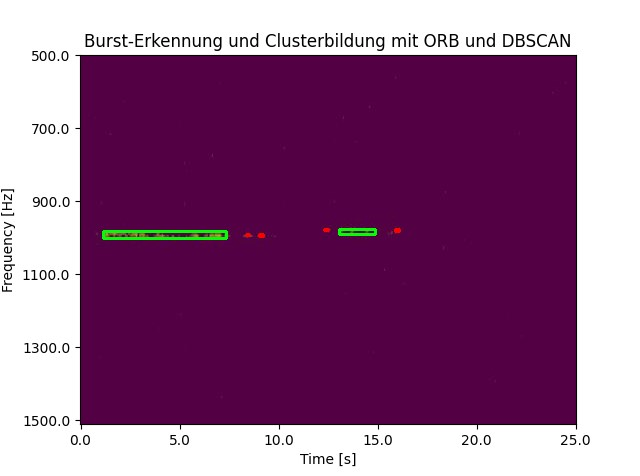 Burst-Erkennung und Clusterbildung mit ORB und DBSCAN
500.0
700.0
900.0
1100.0
1300.0
1500.0
Frequency [Hz]
0.0 5.0 10.0 15.0 20.0 25.0
Time [s]